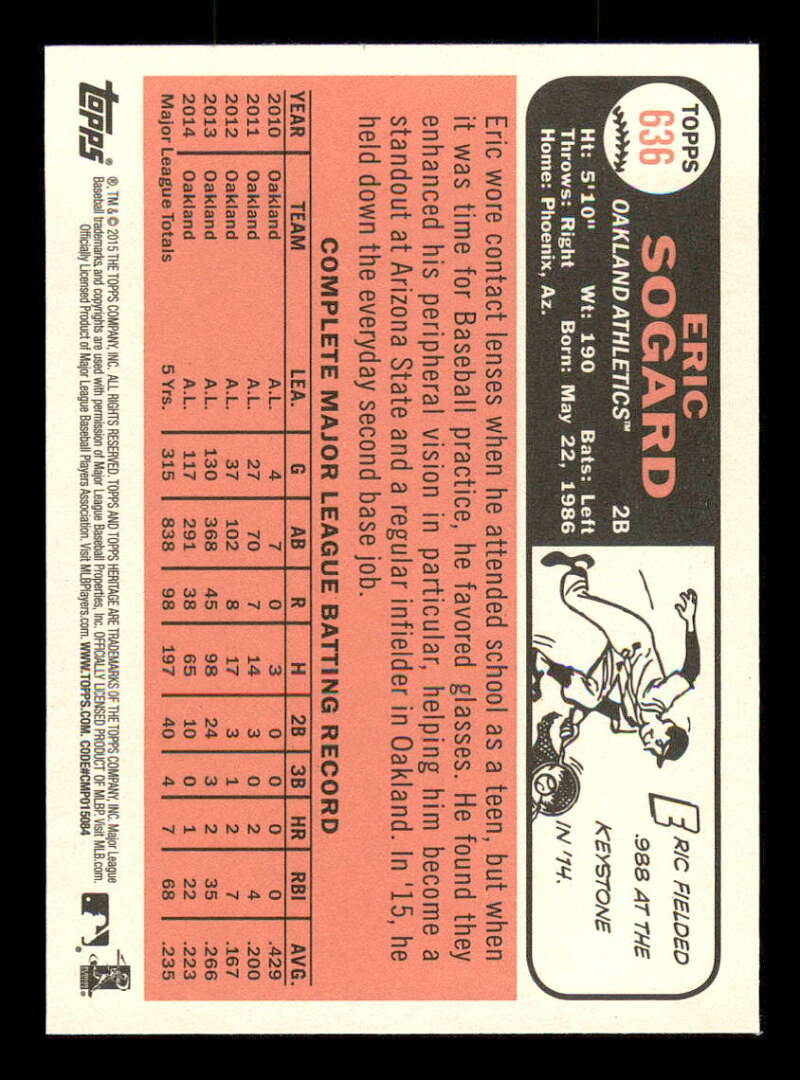 TOPPS
636
ERIC
SOGARD
OAKLAND ATHLETICS™ 2B
Ht: 5'10" Wt: 190 Bats: Left
Throws: Right Born: May 22, 1986
Home: Phoenix, Az.
ERIC FIELDED
.988 AT THE
KEYSTONE
IN '14.
Eric wore contact lenses when he attended school as a teen, but when
it was time for Baseball practice, he favored glasses. He found they
enhanced his peripheral vision in particular, helping him become a
standout at Arizona State and a regular infielder in Oakland. In '15, he
held down the everyday second base job.
COMPLETE MAJOR LEAGUE BATTING RECORD
YEAR TEAM LEA. G AB R H 2B 3B HR RBI AVG.
2010 Oakland A.L. 4 7 0 3 0 0 0 0 .429
2011 Oakland A.L. 27 70 7 14 3 0 2 4 .200
2012 Oakland A.L. 37 102 8 17 3 1 2 7 .167
2013 Oakland A.L. 130 368 45 98 24 3 2 35 .266
2014 Oakland A.L. 117 291 38 65 10 0 1 22 .223
Major League Totals 5 Yrs. 315 838 98 197 40 4 7 68 .235
topps®
®, TM & © 2015 THE TOPPS COMPANY, INC. ALL RIGHTS RESERVED. TOPPS AND TOPPS HERITAGE ARE TRADEMARKS OF THE TOPPS COMPANY, INC. Major League
Baseball trademarks and copyrights are used with permission of Major League Baseball Properties, Inc. OFFICIALLY LICENSED PRODUCT OF MLBP. Visit MLB.com.
Officially Licensed Product of Major League Baseball Players Association. Visit MLBPlayers.com. WWW.TOPPS.COM. CODE#CMP015084